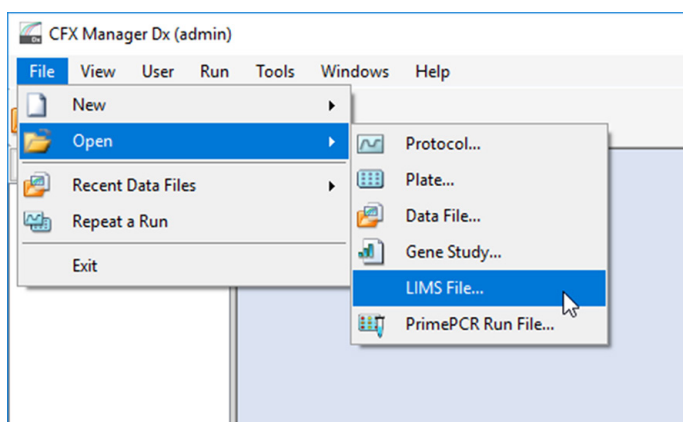 CFX Manager Dx (admin)
File View User Run Tools Windows Help
New
Open
Recent Data Files
Repeat a Run
Exit
Protocol...
Plate...
Data File...
Gene Study...
LIMS File...
PrimePCR Run File...